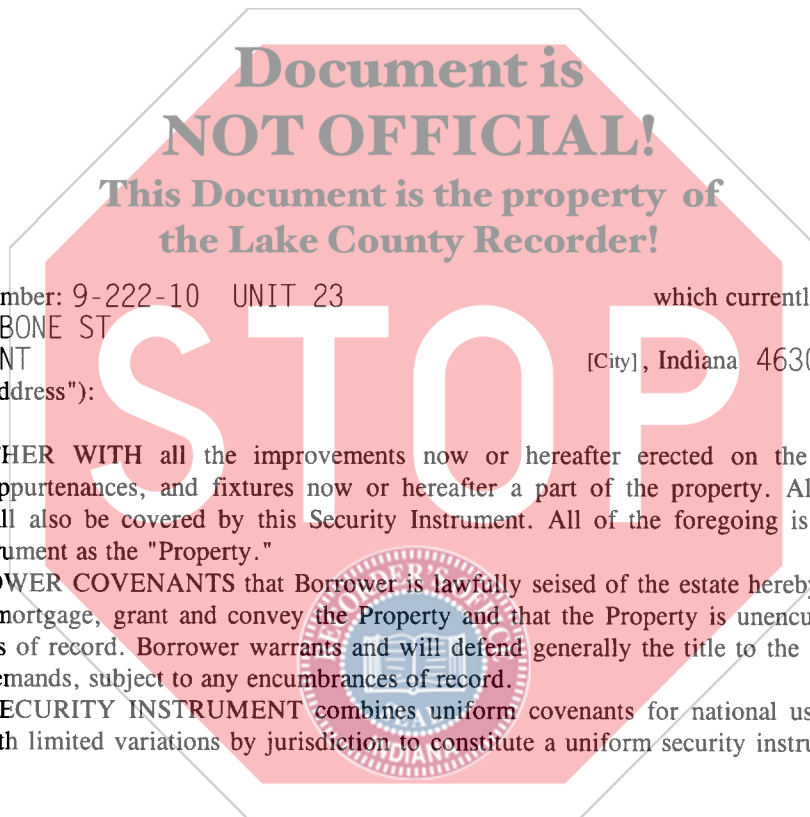 Document is
NOT OFFICIAL!
This Document is the property of
the Lake County Recorder!
mber: 9-222-10 UNIT 23 which currentl
BONE ST
NT [City], Indiana 4630
ddress"):
STOP
HER WITH all the improvements now or hereafter erected on the
ppurtenances, and fixtures now or hereafter a part of the property. Al
ll also be covered by this Security Instrument. All of the foregoing is
rument as the "Property."
OWER COVENANTS that Borrower is lawfully seised of the estate hereby
mortgage, grant and convey the Property and that the Property is unencu
s of record. Borrower warrants and will defend generally the title to the
emands, subject to any encumbrances of record.
ECURITY INSTRUMENT combines uniform covenants for national us
th limited variations by jurisdiction to constitute a uniform security instru
RECORDER'S OFFICE
INDIANA